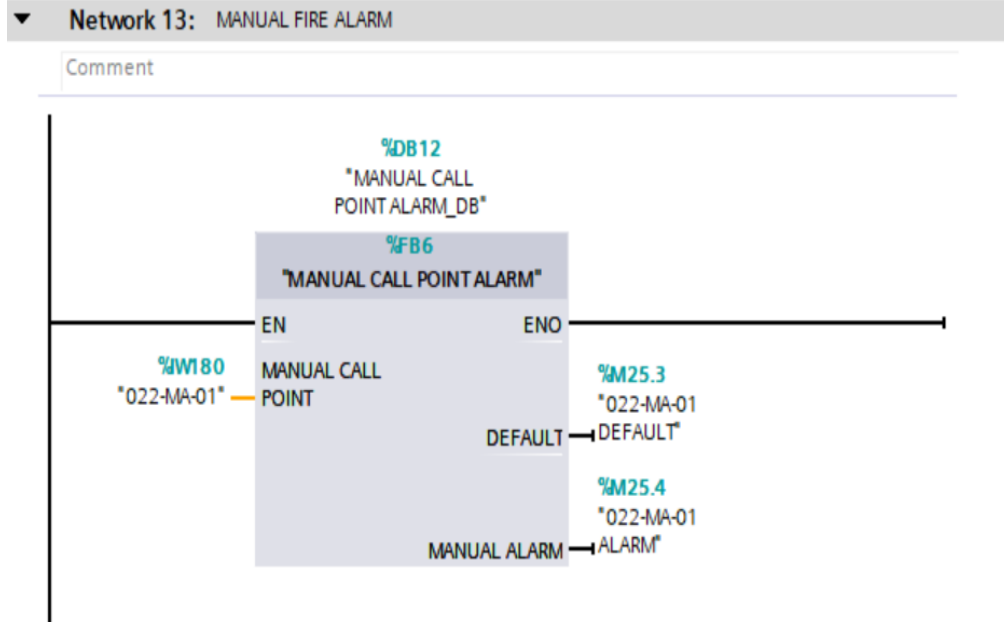 Network 13: MANUAL FIRE ALARM
Comment
%DB12
"MANUAL CALL
POINT ALARM_DB"
%FB6
"MANUAL CALL POINT ALARM"
EN ENO
%IW180
"022-MA-01"
MANUAL CALL
POINT
%M25.3
"022-MA-01
DEFAULT"
DEFAULT
%M25.4
"022-MA-01
ALARM"
MANUAL ALARM